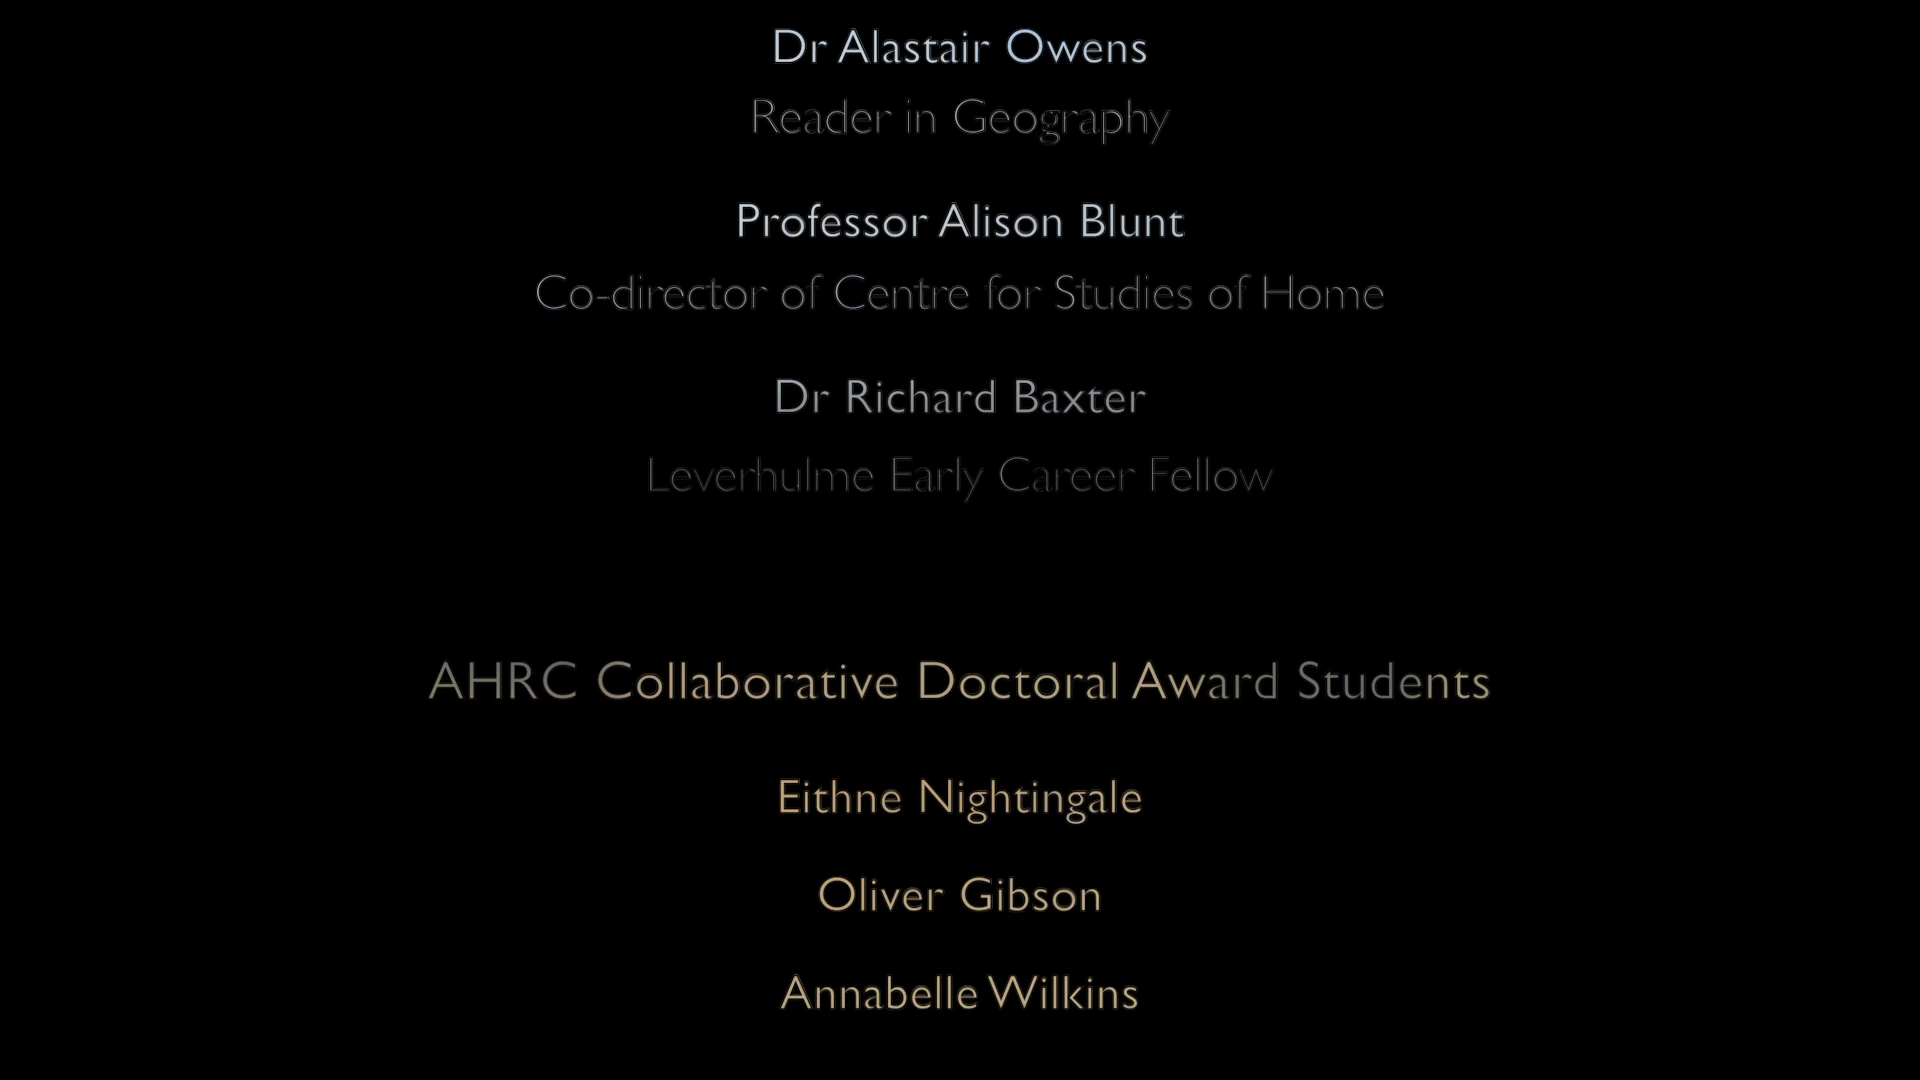 Dr Alastair Owens
Reader in Geography
Professor Alison Blunt
Co-director of Centre for Studies of Home
Dr Richard Baxter
Leverhulme Early Career Fellow
AHRC Collaborative Doctoral Award Students
Eithne Nightingale
Oliver Gibson
Annabelle Wilkins